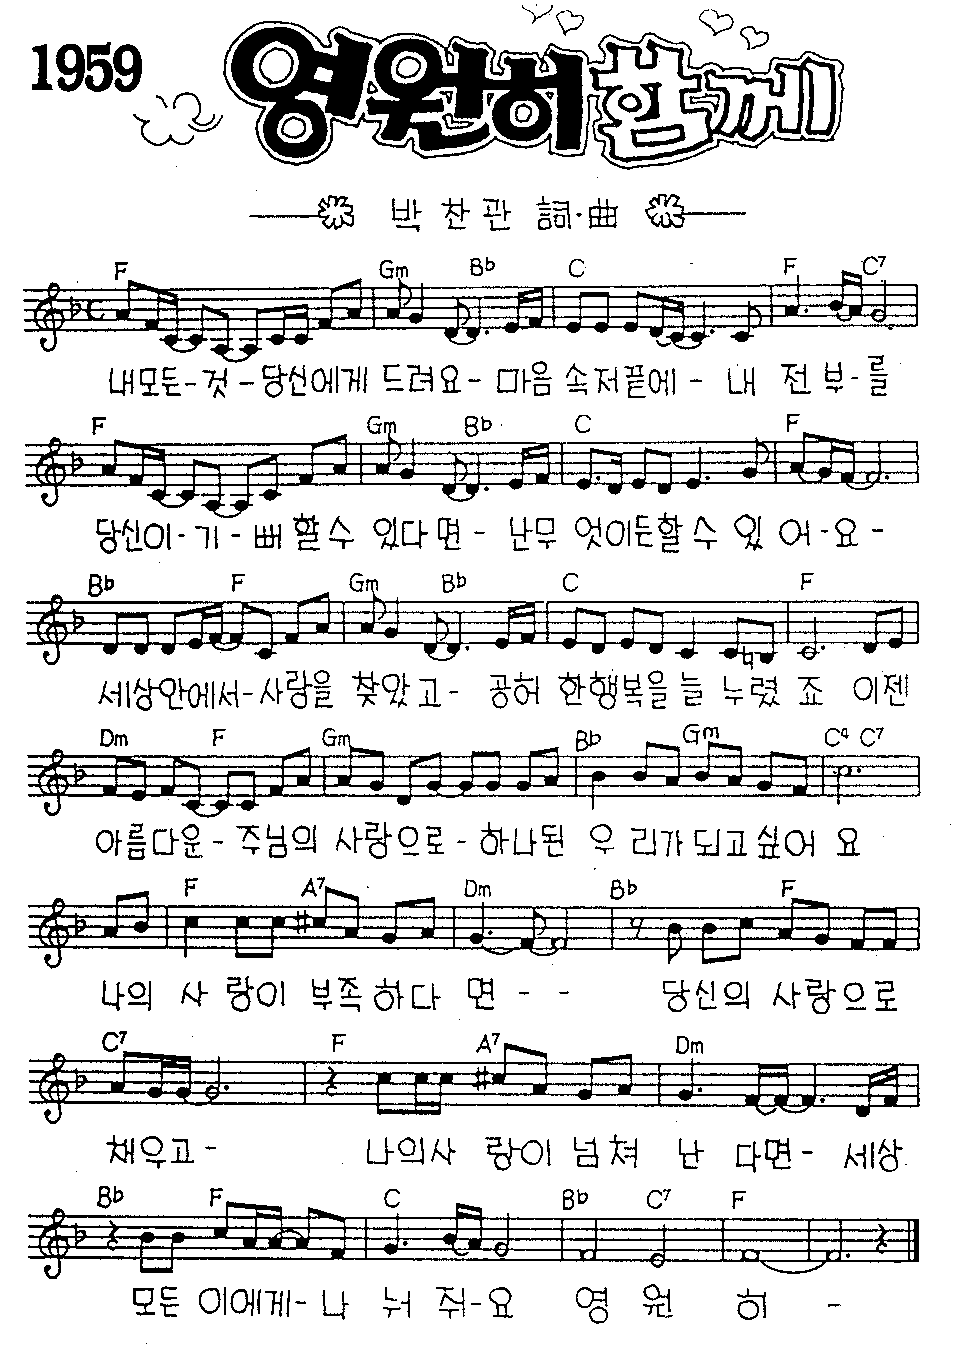 1959
영원히 함께
박찬관 詞·曲
F Gm Bb C F C7
내모든-것-당신에게 드려요-마음 속저끝에-내 전부-를
F Gm Bb C F
당신이-기-뻐할수 있다면-난무엇이든할수 있어-요-
Bb F Gm Bb C F
세상안에서-사랑을 찾았고-공허한행복을늘 누렸죠 이젠
Dm F Gm Bb Gm C4 C7
아름다운-주님의 사랑으로-하나된 우리가되고싶어요
F A7 Dm Bb F
나의 사랑이 부족하다면-- 당신의 사랑으로
C7 F A7 Dm
채우고- 나의사랑이 넘쳐 난다면-세상
Bb F C Bb C7 F
모든 이에게-나눠줘-요 영원히-